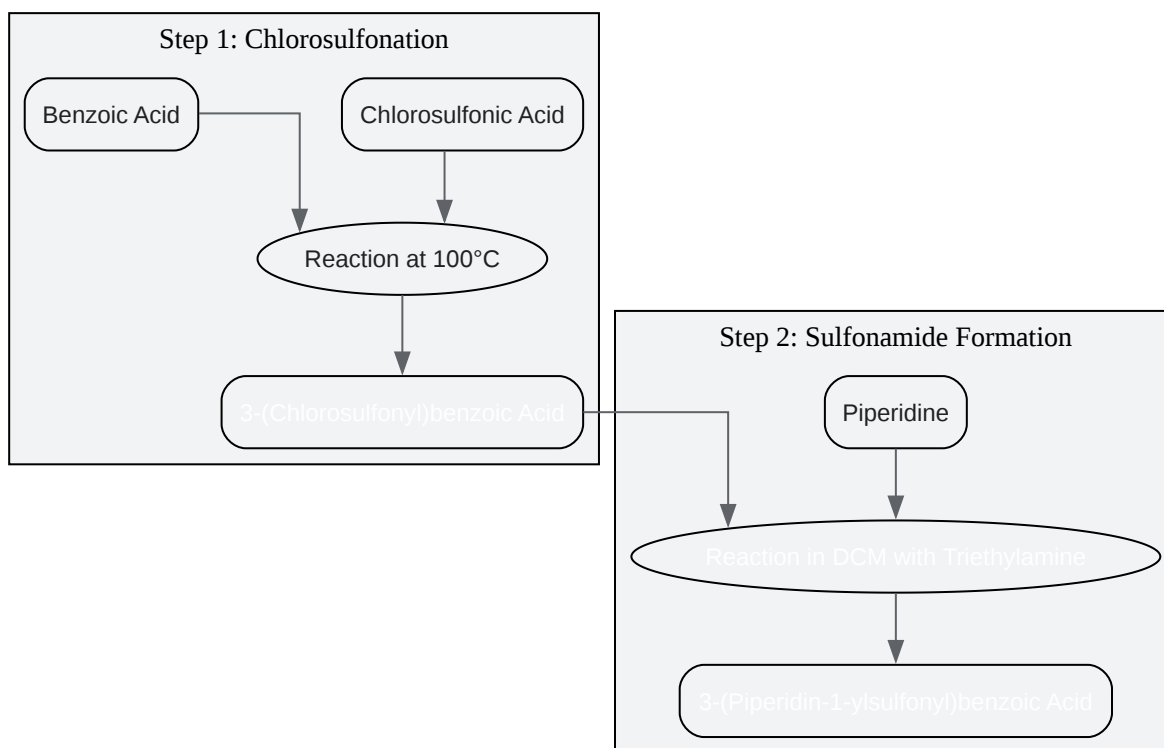 Step 1: Chlorosulfonation
Benzoic Acid
Chlorosulfonic Acid
Reaction at 100°C
3-(Chlorosulfonyl)benzoic Acid
Step 2: Sulfonamide Formation
Piperidine
Reaction in DCM with Triethylamine
3-(Piperidin-1-ylsulfonyl)benzoic Acid